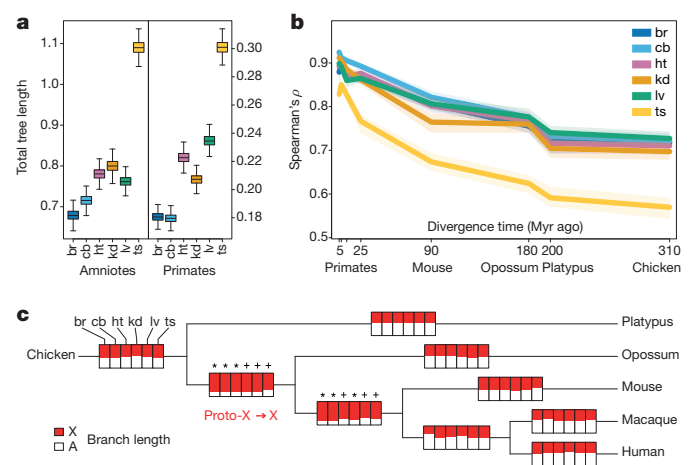 a
Total tree length
1.1
1.0
0.9
0.8
0.7
0.30
0.28
0.26
0.24
0.22
0.20
0.18
br cb ht kd lv ts br cb ht kd lv ts
Amniotes Primates
b
Spearman's ρ
0.9
0.8
0.7
0.6
0.5
br
cb
ht
kd
lv
ts
Divergence time (Myr ago)
5 25 90 180 200 310
Primates Mouse Opossum Platypus Chicken
c
br cb ht kd lv ts
Chicken
Platypus
Opossum
Mouse
Macaque
Human
* * * + + +
Proto-X → X
* * + * + +
X
A
Branch length